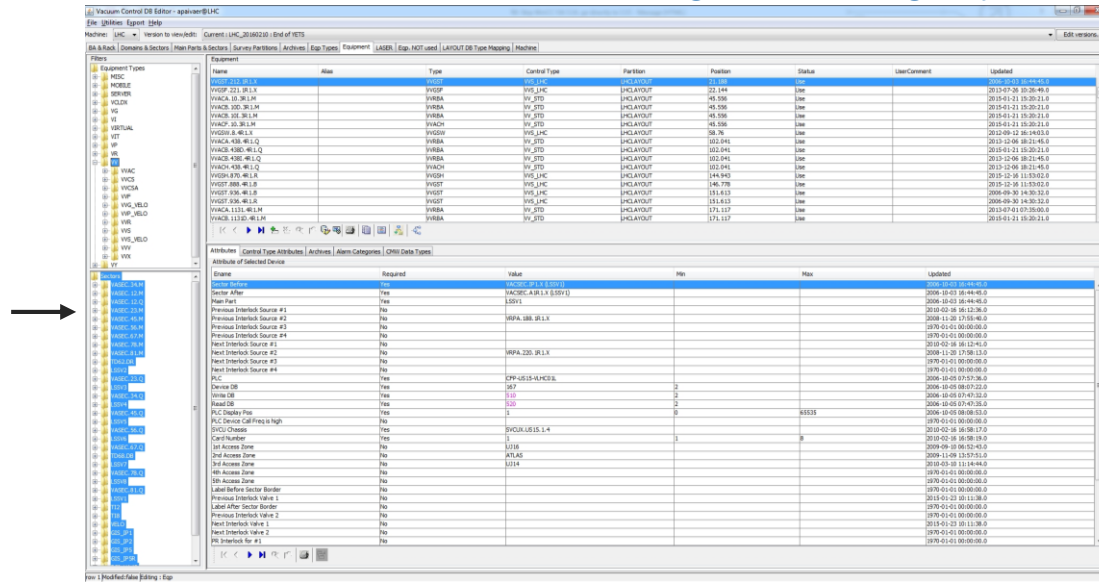 Vacuum Control DB Editor - apaivaer@LHC
File Utilities Export Help
Machine: LHC Version to view/edit: Current : LHC_20160210 : End of YETS Edit versions.
BA & Rack Domains & Sectors Main Parts & Sectors Survey Partitions Archives Eqp Types Equipment LASER Eqp. NOT used LAYOUT DB Type Mapping Machine
Filters
Equipment Types
MISC
MOBILE
SERVER
VCLDX
VG
VI
VIRTUAL
VIT
VP
VR
VV
VVAC
VVCS
VVCSA
VVF
VVG_VELO
VVP_VELO
VVR
VVS
VVS_VELO
VVV
VVX
VY
Sectors
VASEC.34.M
VASEC.12.M
VASEC.12.Q
VASEC.23.M
VASEC.45.M
VASEC.56.M
VASEC.67.M
VASEC.78.M
VASEC.81.M
TD62.DR
LSSV2
VASEC.23.Q
LSSV3
VASEC.34.Q
LSSV4
VASEC.45.Q
LSSV5
VASEC.56.Q
LSSV6
VASEC.67.Q
TD68.DB
LSSV7
VASEC.78.Q
LSSV8
VASEC.81.Q
LSSV1
TI2
TI8
VELO
GIS_IP1
GIS_IP2
GIS_IP5
GIS_IP5R
Equipment
Name Alias Type Control Type Partition Position Status UserComment Updated
VVGST.212.1R1.X VVGST VVS_LHC LHCLAYOUT 21.188 Use 2006-10-03 16:44:45.0
VVGSF.221.1R1.X VVGSF VVS_LHC LHCLAYOUT 22.144 Use 2013-07-26 10:26:49.0
VVACA.10.3R1.M VVRBA VV_STD LHCLAYOUT 45.556 Use 2015-01-21 15:20:21.0
VVACB.10D.3R1.M VVRBA VV_STD LHCLAYOUT 45.556 Use 2015-01-21 15:20:21.0
VVACB.10I.3R1.M VVRBA VV_STD LHCLAYOUT 45.556 Use 2015-01-21 15:20:21.0
VVACF.10.3R1.M VVACH VV_STD LHCLAYOUT 45.556 Use 2015-01-21 15:20:21.0
VVGSW.8.4R1.X VVGSW VVS_LHC LHCLAYOUT 58.76 Use 2012-09-12 16:14:03.0
VVACA.438.4R1.Q VVRBA VV_STD LHCLAYOUT 102.041 Use 2013-12-06 18:21:45.0
VVACB.438D.4R1.Q VVRBA VV_STD LHCLAYOUT 102.041 Use 2015-01-21 15:20:21.0
VVACB.438I.4R1.Q VVRBA VV_STD LHCLAYOUT 102.041 Use 2013-12-06 18:21:45.0
VVACH.438.4R1.Q VVACH VV_STD LHCLAYOUT 102.041 Use 2013-12-06 18:21:45.0
VVGSH.870.4R1.R VVGSH VVS_LHC LHCLAYOUT 144.943 Use 2015-12-16 11:53:02.0
VVGST.888.4R1.B VVGST VVS_LHC LHCLAYOUT 146.778 Use 2015-12-16 11:53:02.0
VVGST.936.4R1.B VVGST VVS_LHC LHCLAYOUT 151.613 Use 2006-09-30 14:30:32.0
VVGST.936.4R1.R VVGST VVS_LHC LHCLAYOUT 151.613 Use 2006-09-30 14:30:32.0
VVACA.1131.4R1.M VVRBA VV_STD LHCLAYOUT 171.117 Use 2013-07-01 07:35:00.0
VVACB.1131D.4R1.M VVRBA VV_STD LHCLAYOUT 171.117 Use 2015-01-21 15:20:21.0
Attributes Control Type Attributes Archives Alarm Categories CMW Data Types
Attribute of Selected Device
Ename Required Value Min Max Updated
Sector Before Yes VACSEC.IP1.X (LSSV1) 2006-10-03 16:44:45.0
Sector After Yes VACSEC.A1R1.X (LSSV1) 2006-10-03 16:44:45.0
Main Part Yes LSSV1 2006-10-03 16:44:45.0
Previous Interlock Source #1 No 2010-02-16 16:12:36.0
Previous Interlock Source #2 No VRPA.188.1R1.X 2008-11-20 17:55:40.0
Previous Interlock Source #3 No 1970-01-01 00:00:00.0
Previous Interlock Source #4 No 1970-01-01 00:00:00.0
Next Interlock Source #1 No 2010-02-16 16:12:41.0
Next Interlock Source #2 No VRPA.220.1R1.X 2008-11-20 17:58:13.0
Next Interlock Source #3 No 1970-01-01 00:00:00.0
Next Interlock Source #4 No 1970-01-01 00:00:00.0
PLC Yes CFP-US15-VLHC01L 2006-10-05 07:57:36.0
Device DB Yes 167 2 2006-10-05 08:07:22.0
Write DB Yes 510 2 2006-10-05 07:47:32.0
Read DB Yes 520 2 2006-10-05 07:47:35.0
PLC Display Pos Yes 1 0 65535 2006-10-05 08:08:53.0
PLC Device Call Freq is high No 1970-01-01 00:00:00.0
SVCU Chassis Yes SVCUX.US15.1.4 2010-02-16 16:58:17.0
Card Number Yes 1 1 8 2010-02-16 16:58:19.0
1st Access Zone No UJ16 2009-09-10 06:52:43.0
2nd Access Zone No ATLAS 2009-11-09 13:57:51.0
3rd Access Zone No UJ14 2010-03-10 11:14:44.0
4th Access Zone No 1970-01-01 00:00:00.0
5th Access Zone No 1970-01-01 00:00:00.0
Label Before Sector Border No 1970-01-01 00:00:00.0
Previous Interlock Valve 1 No 2015-01-23 10:11:38.0
Label After Sector Border No 1970-01-01 00:00:00.0
Previous Interlock Valve 2 No 1970-01-01 00:00:00.0
Next Interlock Valve 1 No 2015-01-23 10:11:38.0
Next Interlock Valve 2 No 1970-01-01 00:00:00.0
PR Interlock for #1 No 1970-01-01 00:00:00.0
row 1 Modified:false Editing : Eqp